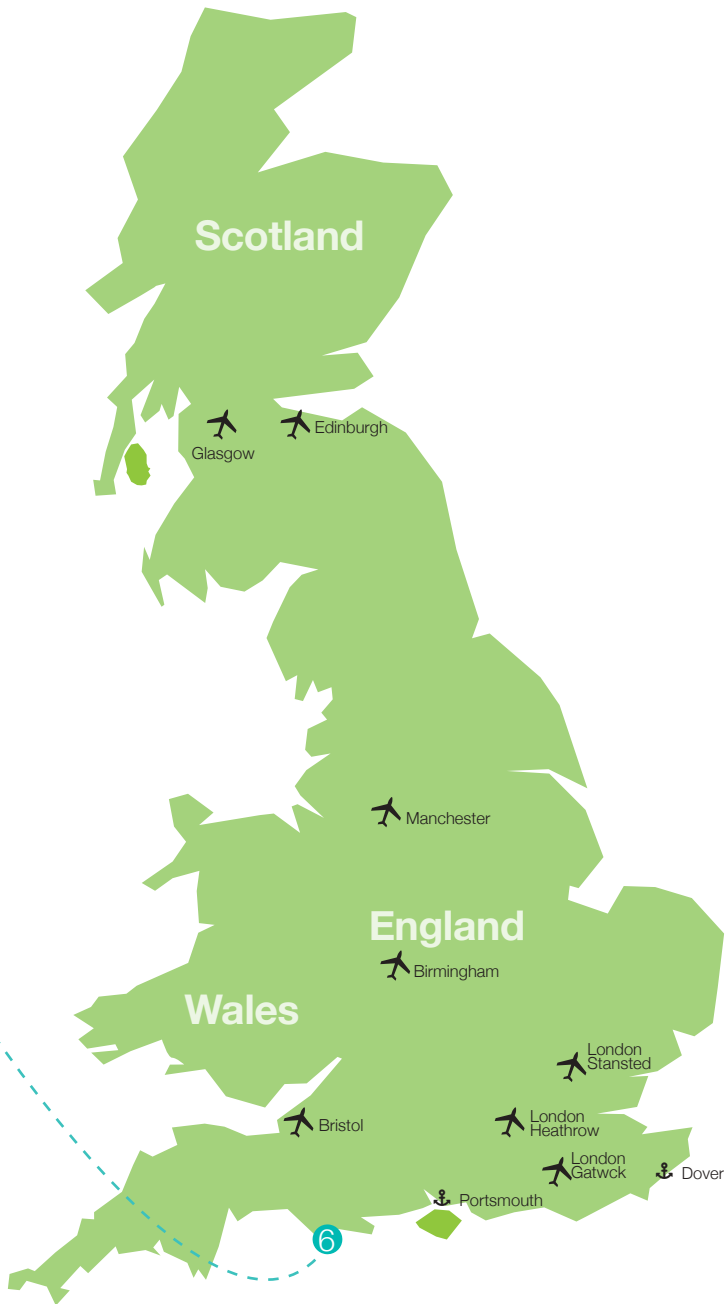 Scotland
Edinburgh
Glasgow
Manchester
England
Birmingham
Wales
London
Stansted
Bristol
London
Heathrow
London
Gatwck
Dover
Portsmouth
6